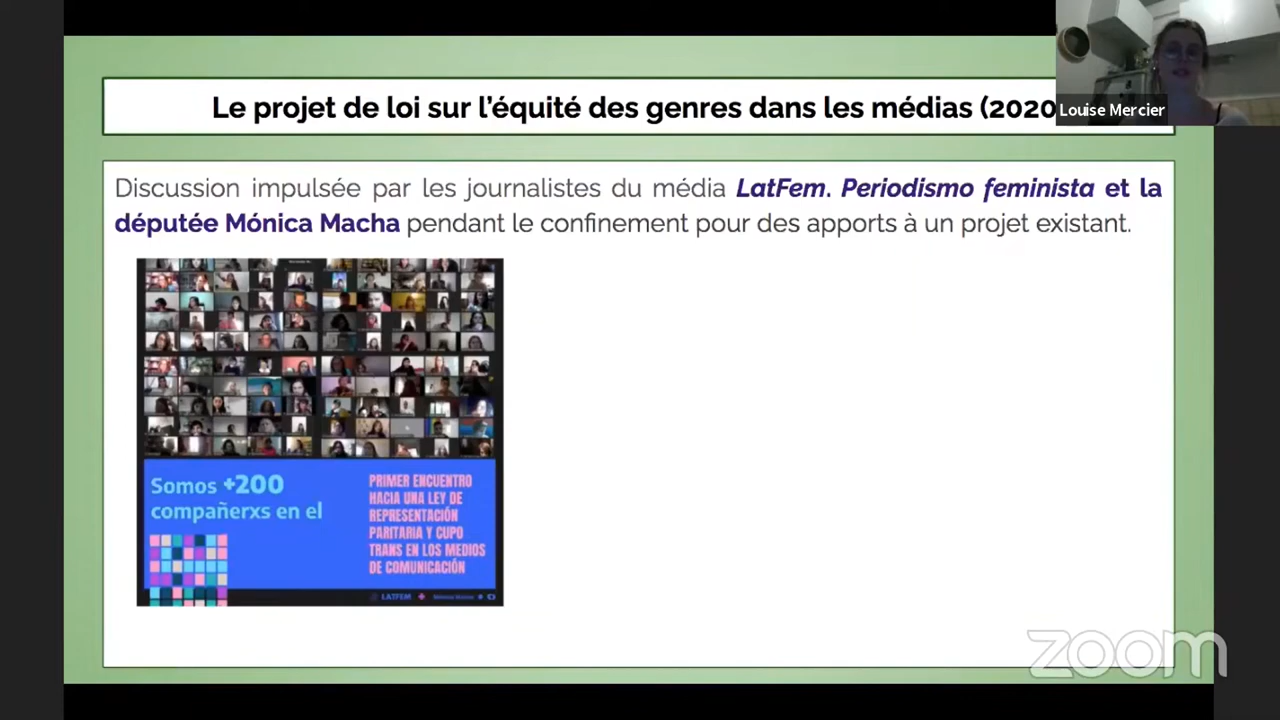 Le projet de loi sur l'équité des genres dans les médias (2020
Louise Mercier
Discussion impulsée par les journalistes du média LatFem. Periodismo feminista et la
députée Mónica Macha pendant le confinement pour des apports à un projet existant.
Somos +200
compañerxs en el
PRIMER ENCUENTRO
HACIA UNA LEY DE
REPRESENTACIÓN
PARITARIA Y CUPO
TRANS EN LOS MEDIOS
DE COMUNICACIÓN
LATFEM
zoom